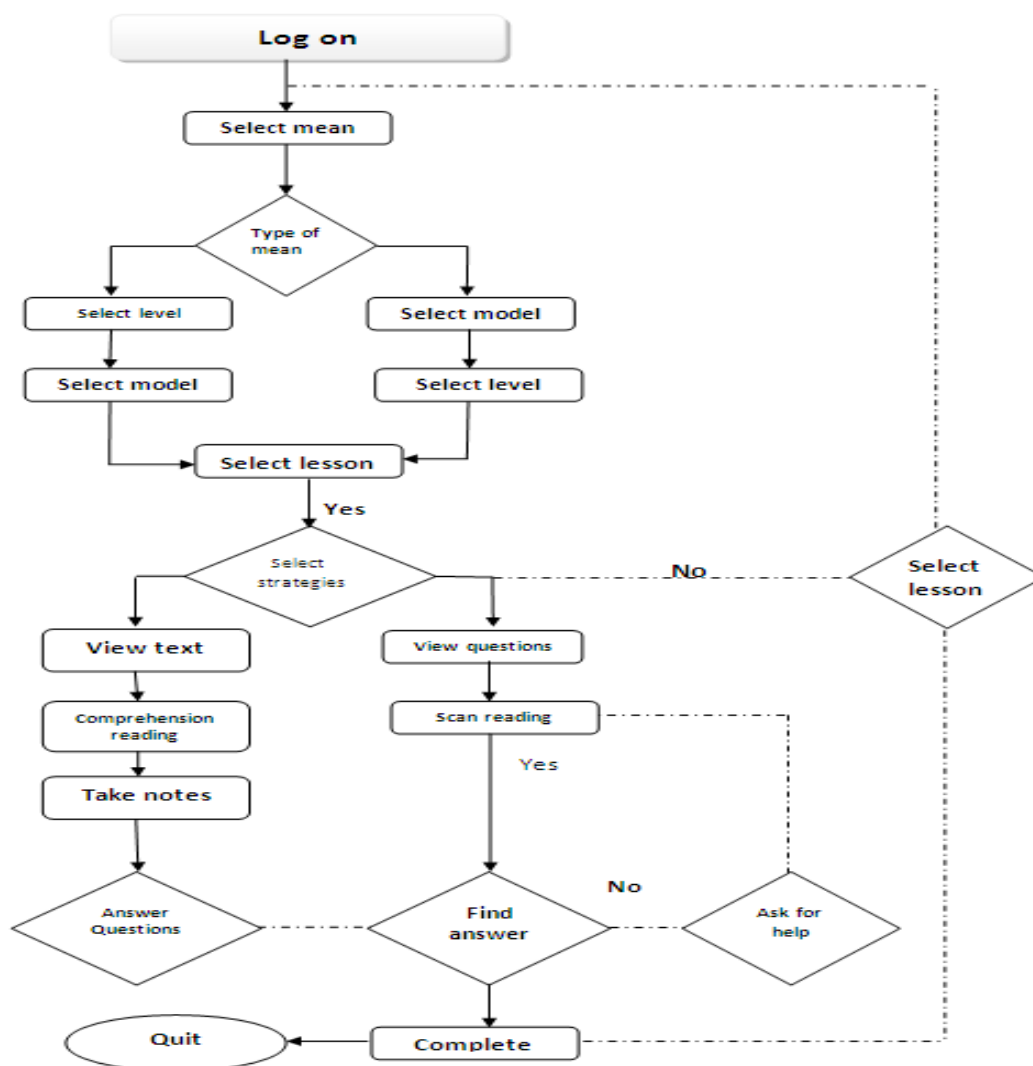 Log on
Select mean
Type of
mean
Select level
Select model
Select model
Select level
Select lesson
Yes
Select
strategies
No
Select
lesson
View text
View questions
Comprehension
reading
Scan reading
Yes
Take notes
No
Answer
Questions
Find
answer
Ask for
help
Quit
Complete